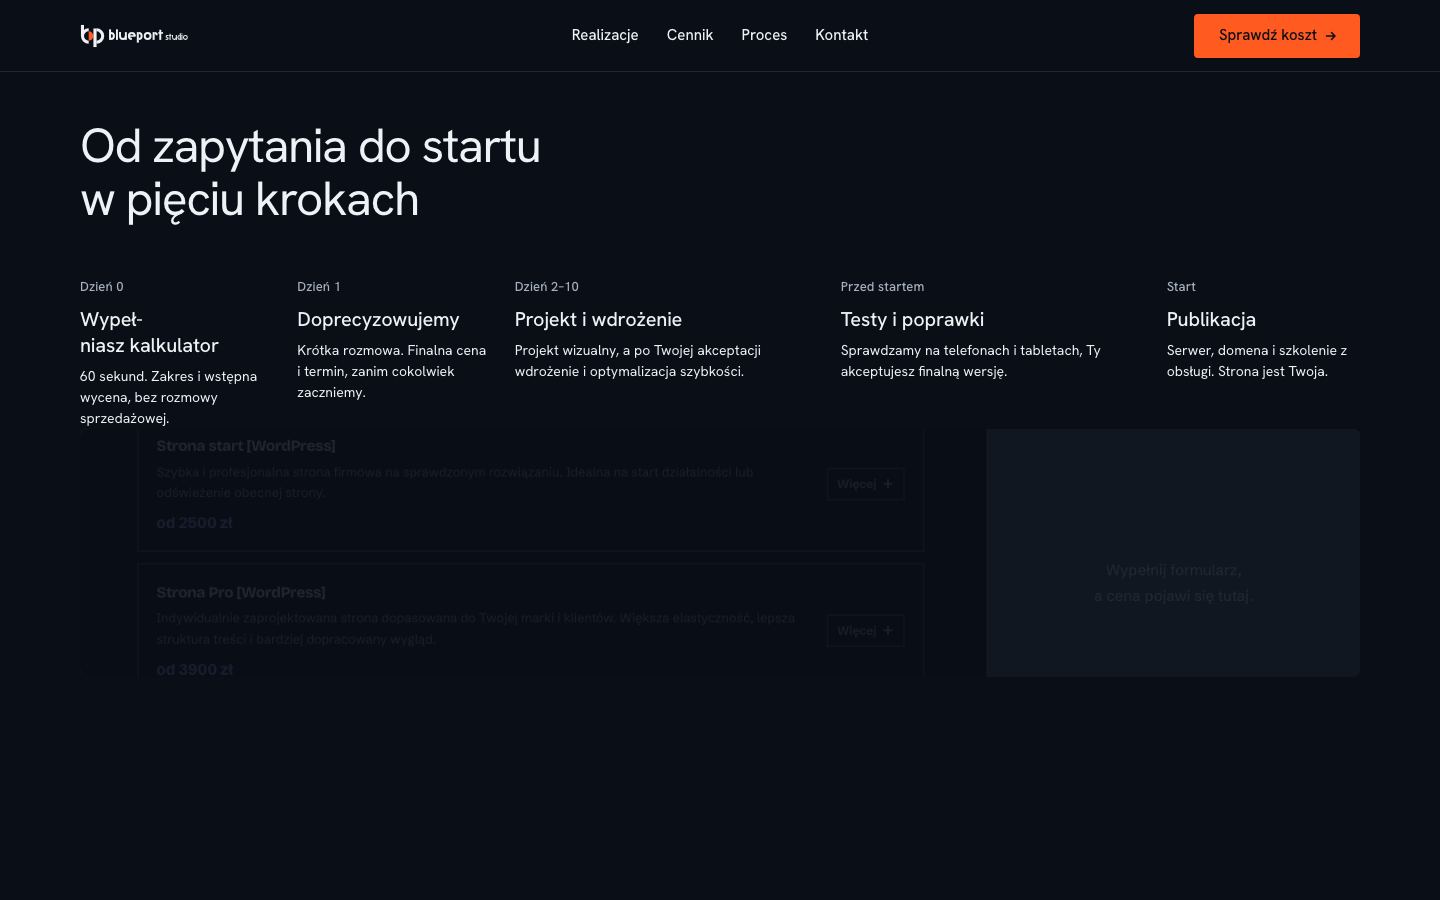 blueport studio
Realizacje
Cennik
Proces
Kontakt
Sprawdź koszt →
Od zapytania do startu
w pięciu krokach
Dzień 0
Wypeł-
niasz kalkulator
60 sekund. Zakres i wstępna
wycena, bez rozmowy
sprzedażowej.
Dzień 1
Doprecyzowujemy
Krótka rozmowa. Finalna cena
i termin, zanim cokolwiek
zaczniemy.
Dzień 2–10
Projekt i wdrożenie
Projekt wizualny, a po Twojej akceptacji
wdrożenie i optymalizacja szybkości.
Przed startem
Testy i poprawki
Sprawdzamy na telefonach i tabletach, Ty
akceptujesz finalną wersję.
Start
Publikacja
Serwer, domena i szkolenie z
obsługi. Strona jest Twoja.
Strona start [WordPress]
Szybka i profesjonalna strona firmowa na sprawdzonym rozwiązaniu. Idealna na start działalności lub
odświeżenie obecnej strony.
od 2500 zł
Więcej +
Strona Pro [WordPress]
Indywidualnie zaprojektowana strona dopasowana do Twojej marki i klientów. Większa elastyczność, lepsza
struktura treści i bardziej dopracowany wygląd.
od 3900 zł
Więcej +
Wypełnij formularz,
a cena pojawi się tutaj.